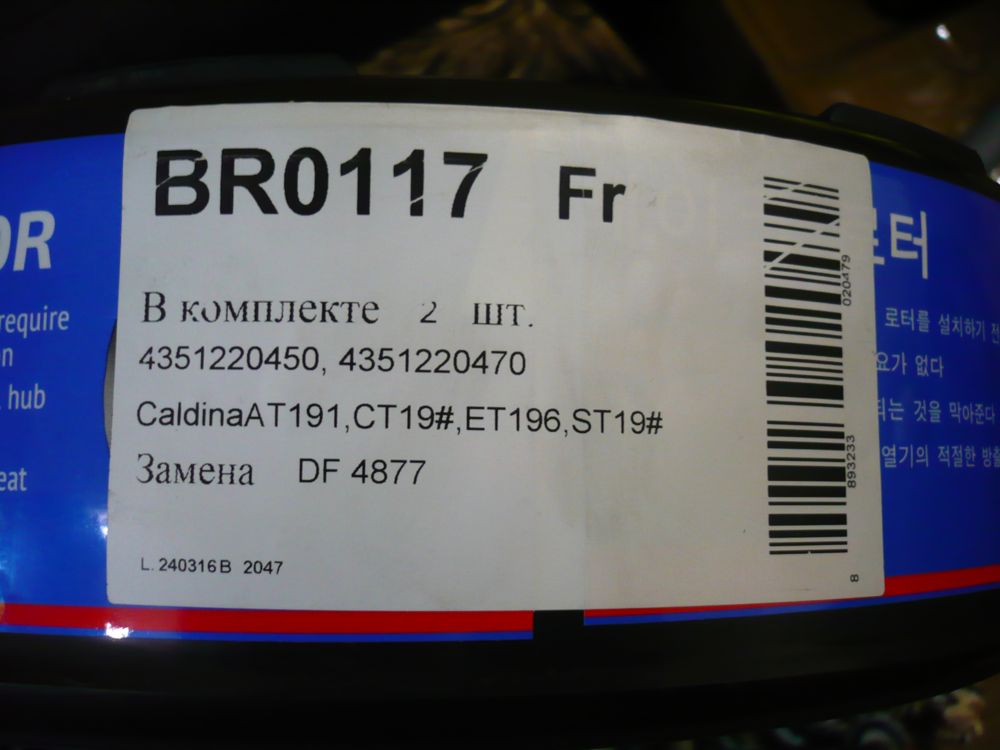 BR0117 Fr
В комплекте 2 шт.
4351220450, 4351220470
CaldinaAT191,CT19#,ET196,ST19#
Замена DF 4877
L. 240316B 2047
8
893233
020479
OR
require
hub
로터
로터를 설치하기 전
요가 없다
되는 것을 막아준다
열기의 적절한 방출